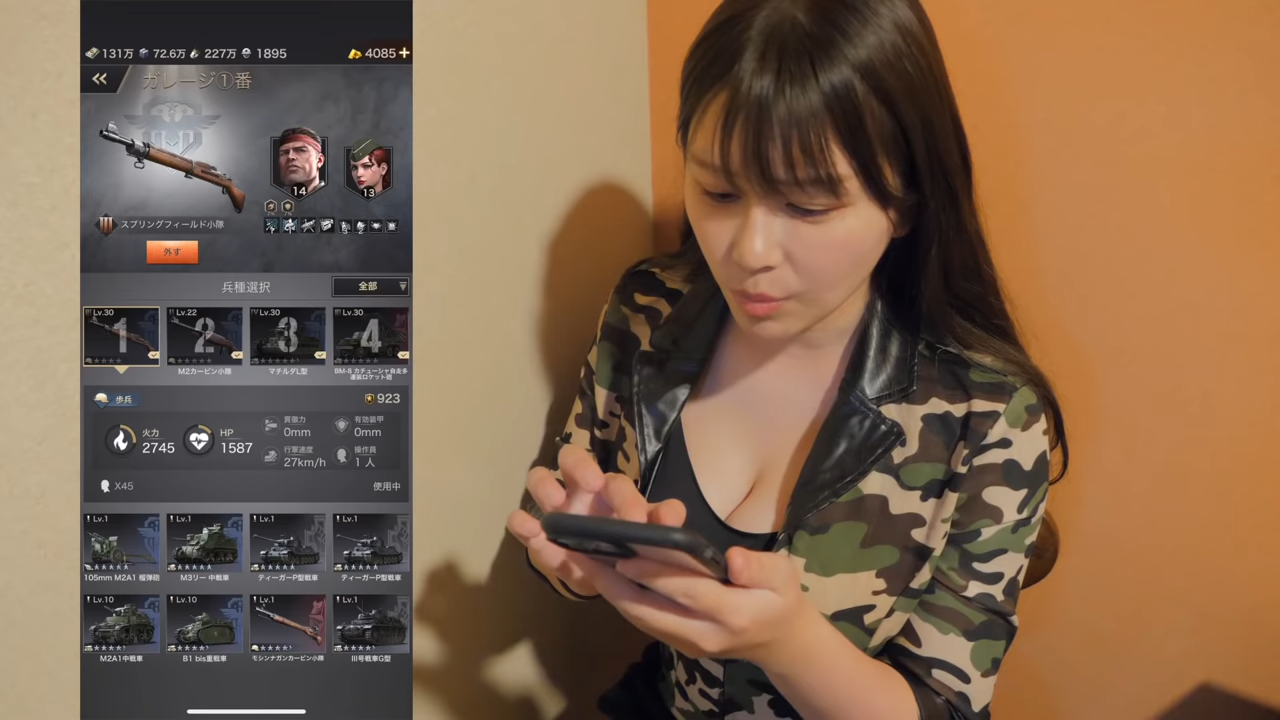 131万 72.6万 227万 1895 4085
ガレージ①番
14 13
スプリングフィールド小隊
外す
兵種選択 全部
Lv.30 Lv.22 Lv.30 Lv.30
1 2 3 4
M2カービン小隊 マチルダL型 BM-8 カチューシャ自走多連装ロケット砲
歩兵 923
火力 2745 HP 1587 貫徹力 0mm 有効装甲 0mm
行軍速度 27km/h 操作員 1 人
X45 使用中
Lv.1 Lv.1 Lv.1 Lv.1
105mm M2A1 榴弾砲 M3リー 中戦車 ティーガーP型戦車 ティーガーP型戦車
Lv.10 Lv.10 Lv.1 Lv.1
M2A1中戦車 B1 bis重戦車 モシンナガンカービン小隊 III号戦車G型